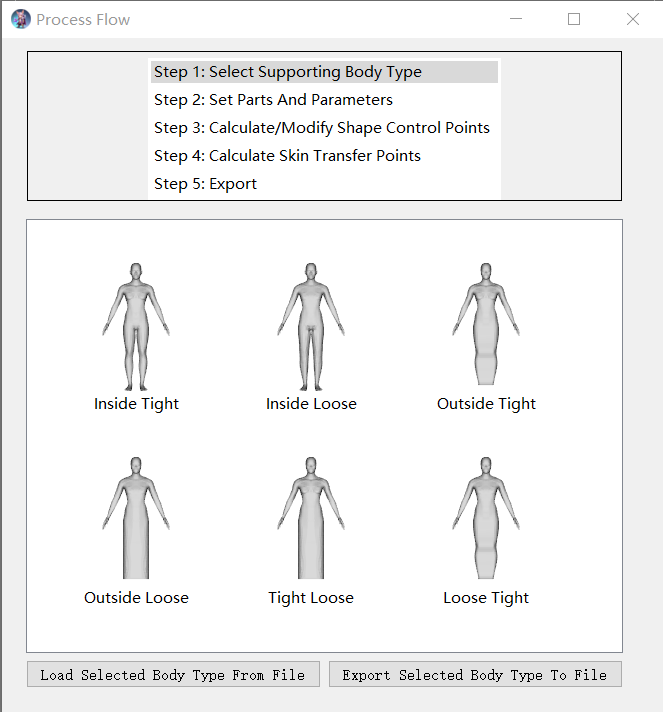 Process Flow
Step 1: Select Supporting Body Type
Step 2: Set Parts And Parameters
Step 3: Calculate/Modify Shape Control Points
Step 4: Calculate Skin Transfer Points
Step 5: Export
Inside Tight
Inside Loose
Outside Tight
Outside Loose
Tight Loose
Loose Tight
Load Selected Body Type From File
Export Selected Body Type To File